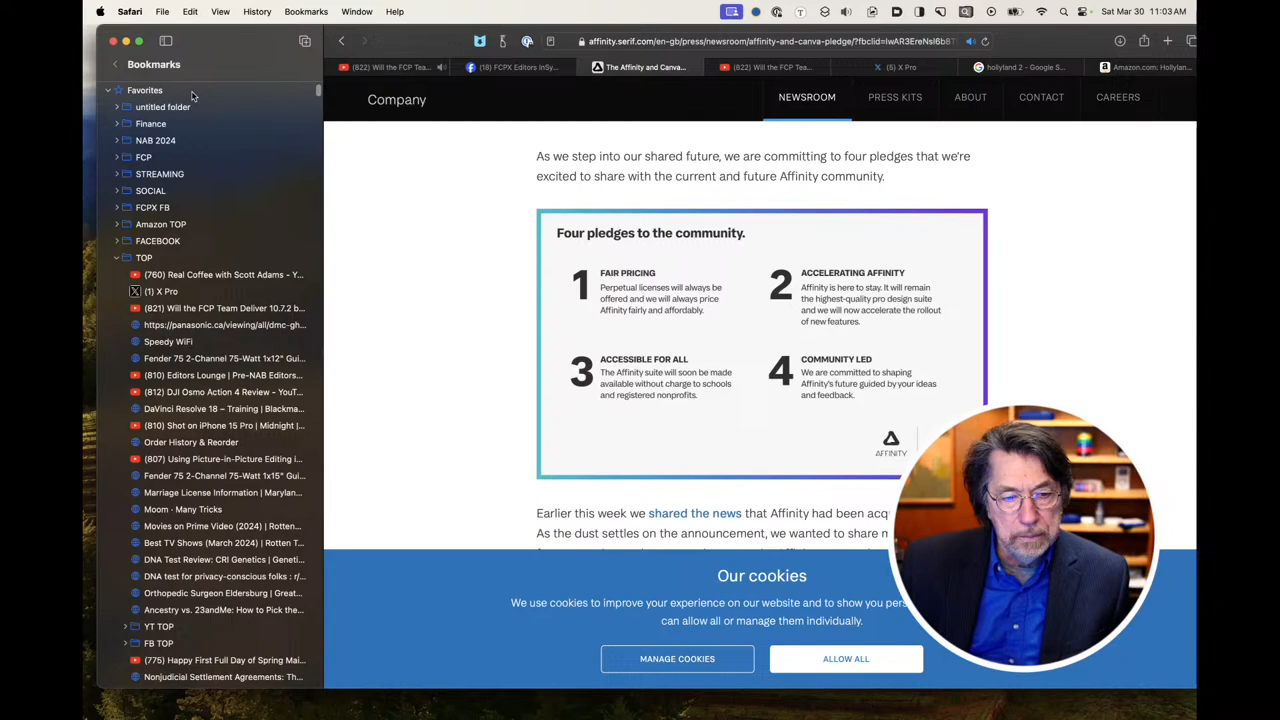 Safari File Edit View History Bookmarks Window Help
Sat Mar 30 11:03 AM
Bookmarks
affinity.serif.com/en-gb/press/newsroom/affinity-and-canva-pledge/?fbclid=IwAR3EreNsI6b8T
(822) Will the FCP Tea...
(18) FCPX Editors InSy...
The Affinity and Canva...
(822) Will the FCP Tea...
(1) X Pro
hollyland 2 - Google S...
Amazon.com: Hollylan
Favorites
untitled folder
Finance
NAB 2024
FCP
STREAMING
SOCIAL
FCPX FB
Amazon TOP
FACEBOOK
TOP
(760) Real Coffee with Scott Adams - Y...
(1) X Pro
(821) Will the FCP Team Deliver 10.7.2 b...
https://panasonic.ca/viewing/all/dmc-gh...
Speedy WiFi
Fender 75 2-Channel 75-Watt 1x12" Gui...
(810) Editors Lounge | Pre-NAB Editors...
(812) DJI Osmo Action 4 Review - YouT...
DaVinci Resolve 18 – Training | Blackma...
(810) Shot on iPhone 15 Pro | Midnight |...
Order History & Reorder
(807) Using Picture-in-Picture Editing i...
Fender 75 2-Channel 75-Watt 1x15" Gui...
Marriage License Information | Marylan...
Moom · Many Tricks
Movies on Prime Video (2024) | Rotten...
Best TV Shows (March 2024) | Rotten T...
DNA Test Review: CRI Genetics | Geneti...
DNA test for privacy-conscious folks : r/...
Orthopedic Surgeon Eldersburg | Great...
Ancestry vs. 23andMe: How to Pick the...
YT TOP
FB TOP
(775) Happy First Full Day of Spring Mai...
Nonjudicial Settlement Agreements: Th...
Company
NEWSROOM PRESS KITS ABOUT CONTACT CAREERS
As we step into our shared future, we are committing to four pledges that we're
excited to share with the current and future Affinity community.
Four pledges to the community.
1 FAIR PRICING
Perpetual licenses will always be
offered and we will always price
Affinity fairly and affordably.
2 ACCELERATING AFFINITY
Affinity is here to stay. It will remain
the highest-quality pro design suite
and we will now accelerate the rollout
of new features.
3 ACCESSIBLE FOR ALL
The Affinity suite will soon be made
available without charge to schools
and registered nonprofits.
4 COMMUNITY LED
We are committed to shaping
Affinity's future guided by your ideas
and feedback.
AFFINITY
Earlier this week we shared the news that Affinity had been
As the dust settles on the announcement, we wanted to share
Our cookies
We use cookies to improve your experience on our website and to show you
can allow all or manage them individually.
MANAGE COOKIES
ALLOW ALL